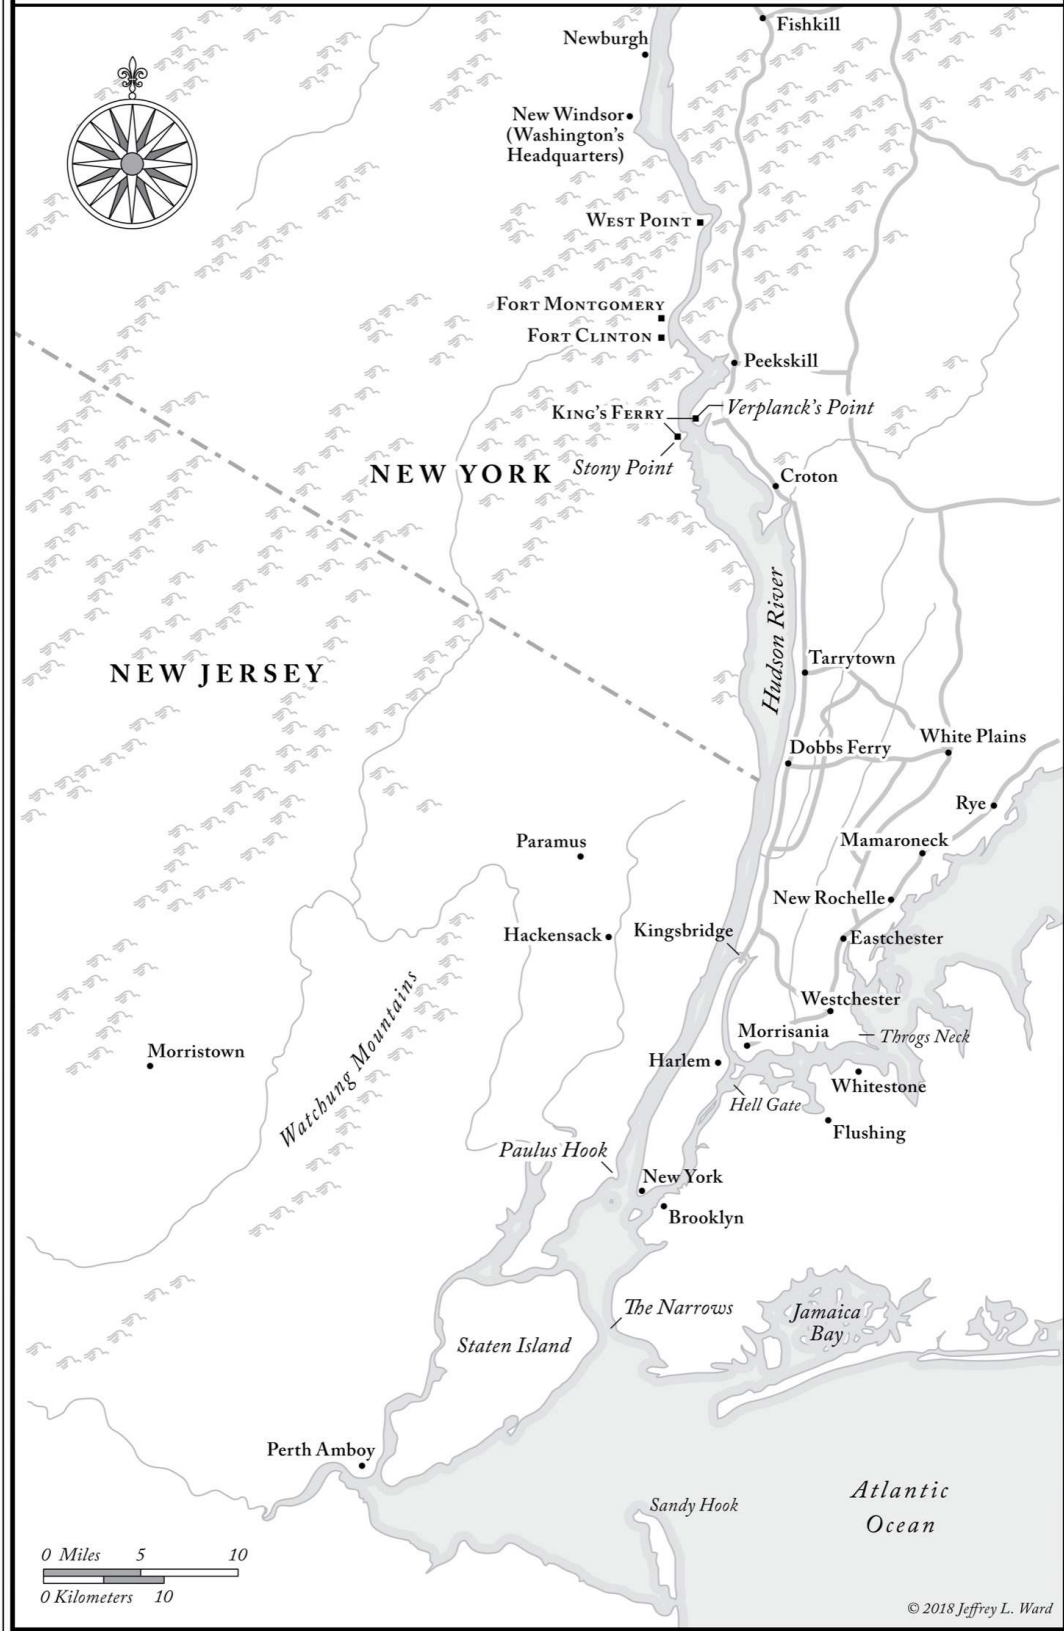 Fishkill
Newburgh
New Windsor
(Washington's
Headquarters)
West Point
Fort Montgomery
Fort Clinton
Peekskill
King's Ferry
Verplanck's Point
Stony Point
NEW YORK
Croton
Hudson River
Tarrytown
NEW JERSEY
White Plains
Dobbs Ferry
Rye
Mamaroneck
Paramus
New Rochelle
Hackensack
Kingsbridge
Eastchester
Westchester
Morrisania
Throgs Neck
Morristown
Watchung Mountains
Harlem
Whitestone
Hell Gate
Flushing
Paulus Hook
New York
Brooklyn
The Narrows
Jamaica
Bay
Staten Island
Perth Amboy
Sandy Hook
Atlantic
Ocean
0 Miles 5 10
0 Kilometers 10
© 2018 Jeffrey L. Ward